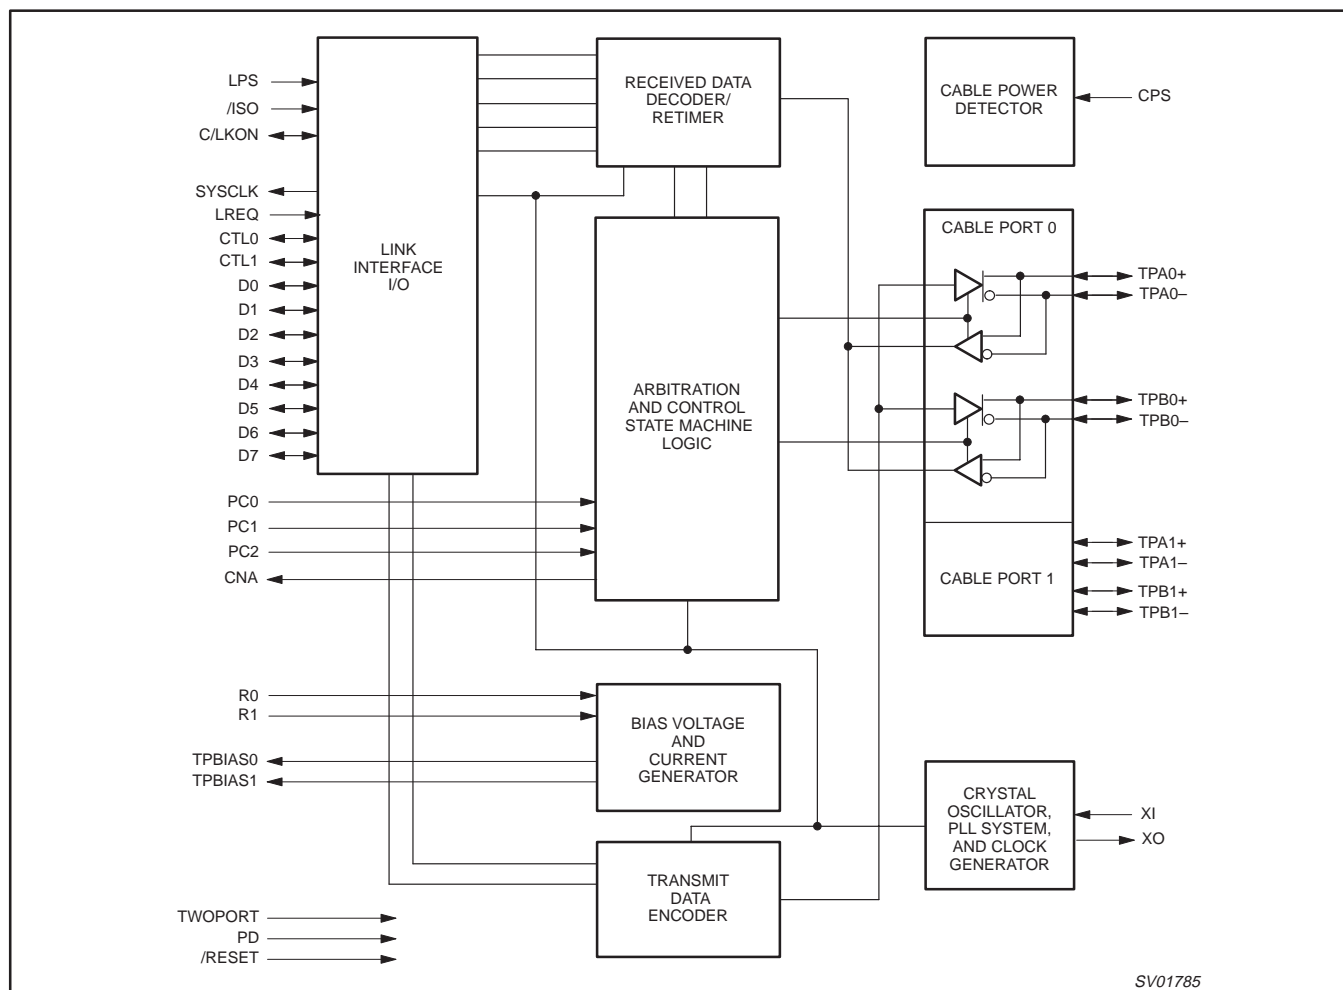 LPS
/ISO
C/LKON
SYSCLK
LREQ
CTL0
CTL1
D0
D1
D2
D3
D4
D5
D6
D7
LINK
INTERFACE
I/O
RECEIVED DATA
DECODER/
RETIMER
CABLE POWER
DETECTOR
CPS
CABLE PORT 0
TPA0+
TPA0–
TPB0+
TPB0–
ARBITRATION
AND CONTROL
STATE MACHINE
LOGIC
PC0
PC1
PC2
CNA
CABLE PORT 1
TPA1+
TPA1–
TPB1+
TPB1–
R0
R1
TPBIAS0
TPBIAS1
BIAS VOLTAGE
AND
CURRENT
GENERATOR
CRYSTAL
OSCILLATOR,
PLL SYSTEM,
AND CLOCK
GENERATOR
XI
XO
TRANSMIT
DATA
ENCODER
TWOPORT
PD
/RESET
SV01785